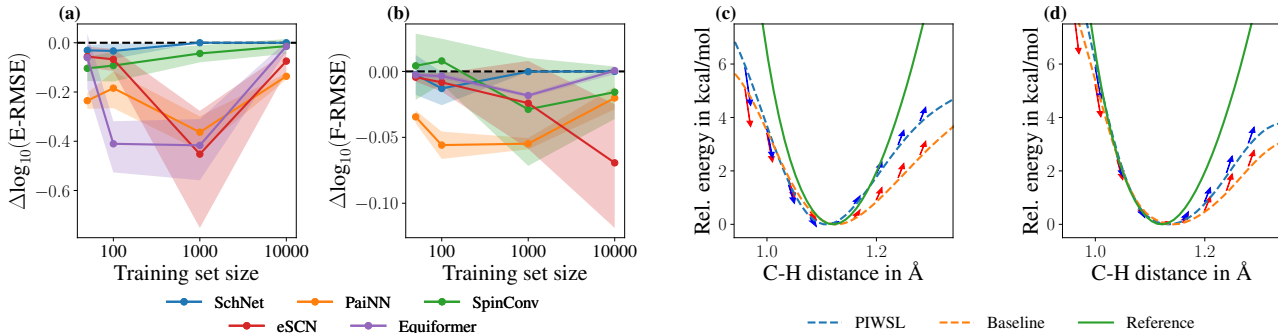 (a)
0.0
−0.2
−0.4
−0.6
Δlog10(E-RMSE)
100
1000
10000
Training set size
(b)
0.00
−0.05
−0.10
Δlog10(F-RMSE)
100
1000
10000
Training set size
SchNet
PaiNN
SpinConv
eSCN
Equiformer
(c)
6
4
2
0
Rel. energy in kcal/mol
1.0
1.2
C-H distance in Å
(d)
6
4
2
0
Rel. energy in kcal/mol
1.0
1.2
C-H distance in Å
PIWSL
Baseline
Reference